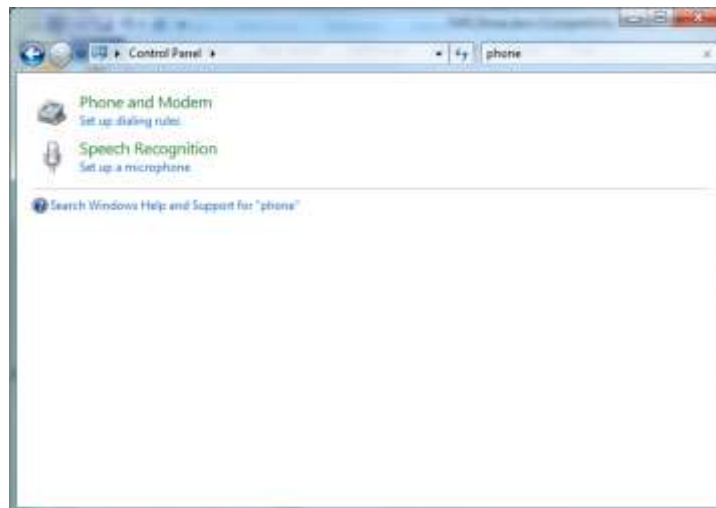 Control Panel
phone
Phone and Modem
Set up dialing rules
Speech Recognition
Set up a microphone
Search Windows Help and Support for "phone"